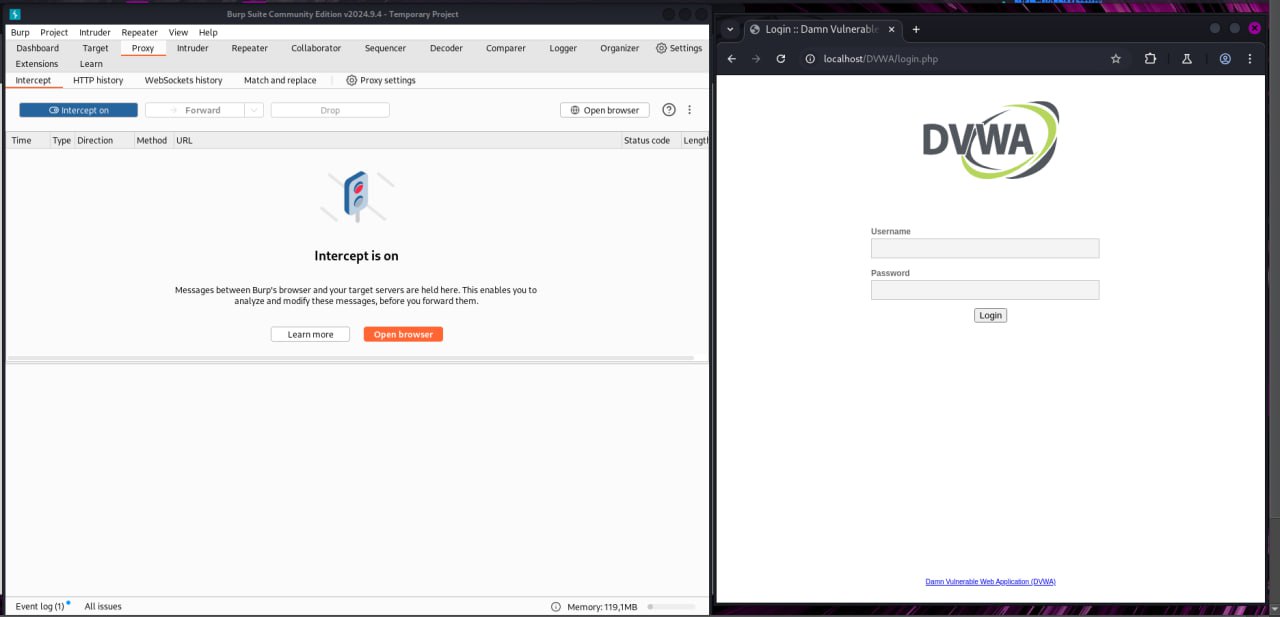 Burp Suite Community Edition v2024.9.4 - Temporary Project
Burp Project Intruder Repeater View Help
Dashboard Target Proxy Intruder Repeater Collaborator Sequencer Decoder Comparer Logger Organizer Settings
Extensions Learn
Intercept HTTP history WebSockets history Match and replace Proxy settings
Intercept on Forward Drop Open browser
Time Type Direction Method URL Status code Length
Intercept is on
Messages between Burp's browser and your target servers are held here. This enables you to
analyze and modify these messages, before you forward them.
Learn more Open browser
Event log (1) All issues Memory: 119,1MB
Login :: Damn Vulnerable
localhost/DVWA/login.php
DVWA
Username
Password
Login
Damn Vulnerable Web Application (DVWA)